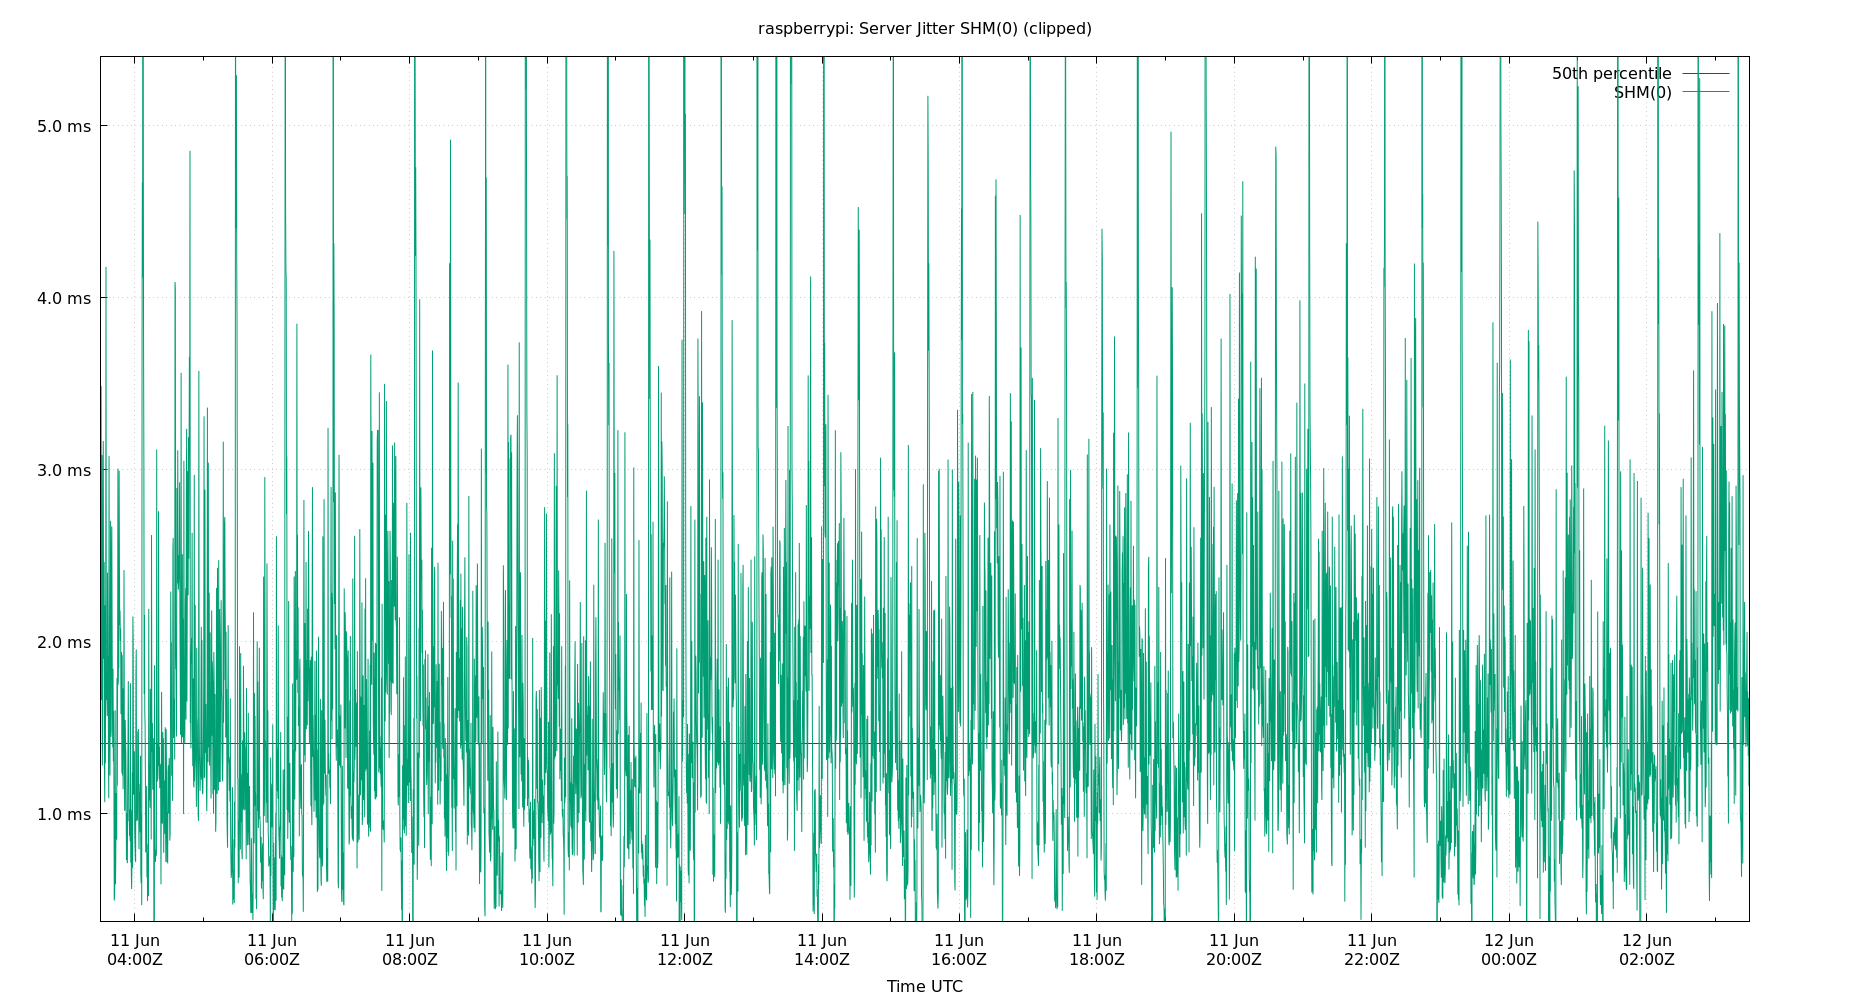 raspberrypi: Server Jitter SHM(0) (clipped)
50th percentile
SHM(0)
5.0 ms
4.0 ms
3.0 ms
2.0 ms
1.0 ms
11 Jun 11 Jun 11 Jun 11 Jun 11 Jun 11 Jun 11 Jun 11 Jun 11 Jun 11 Jun 12 Jun 12 Jun
04:00Z 06:00Z 08:00Z 10:00Z 12:00Z 14:00Z 16:00Z 18:00Z 20:00Z 22:00Z 00:00Z 02:00Z
Time UTC